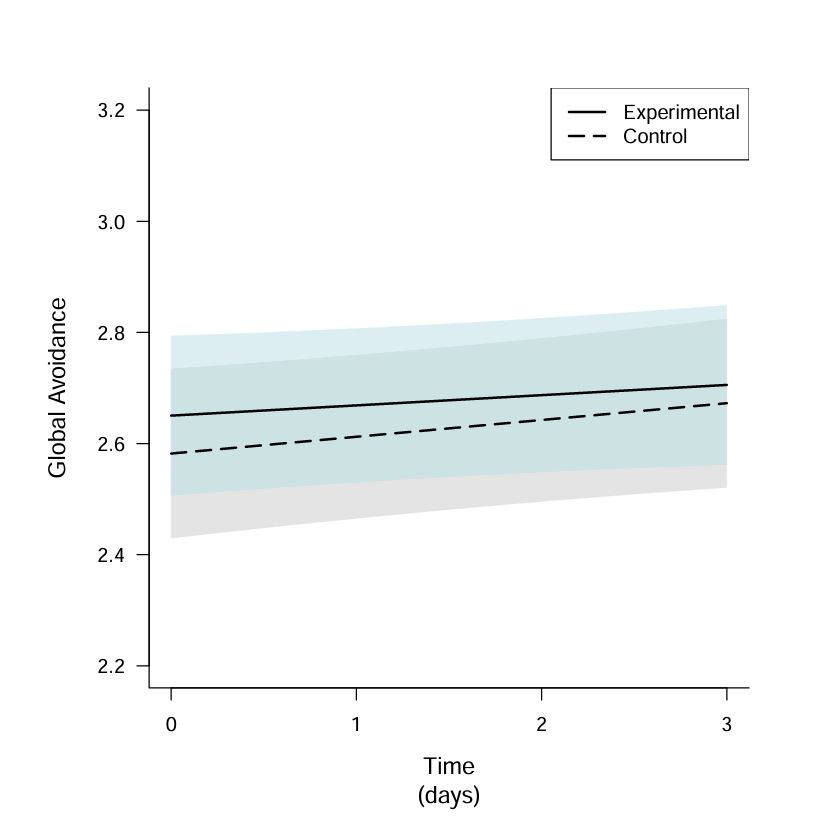 Experimental
Control
3.2
3.0
2.8
2.6
2.4
2.2
Global Avoidance
0 1 2 3
Time
(days)